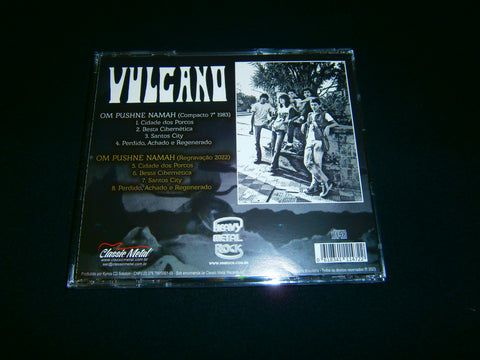 VULCANO
OM PUSHNE NAMAH (Compacto 7" 1983)
1. Cidade dos Porcos
2. Besta Cibernética
3. Santos City
4. Perdido, Achado e Regenerado
OM PUSHNE NAMAH (Regravação 2022)
5. Cidade dos Porcos
6. Besta Cibernética
7. Santos City
8. Perdido, Achado e Regenerado
Classic Metal
HEAVY
METAL
ROCK